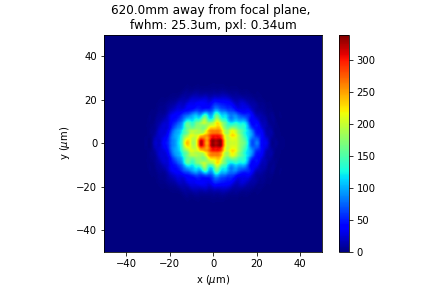 620.0mm away from focal plane,
fwhm: 25.3um, pxl: 0.34um
40
20
0
−20
−40
y (μm)
−40 −20 0 20 40
x (μm)
300
250
200
150
100
50
0